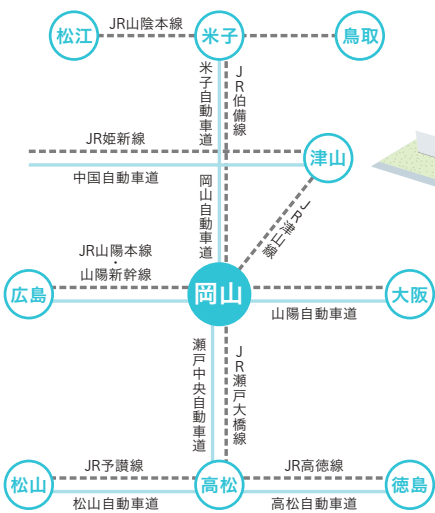 JR山陰本線
松江
米子
鳥取
米子自動車道
JR伯備線
JR姫新線
津山
中国自動車道
岡山自動車道
JR津山線
JR山陽本線
・
山陽新幹線
広島
岡山
大阪
山陽自動車道
瀬戸中央自動車道
JR瀬戸大橋線
JR予讃線
JR高徳線
松山
高松
徳島
松山自動車道
高松自動車道